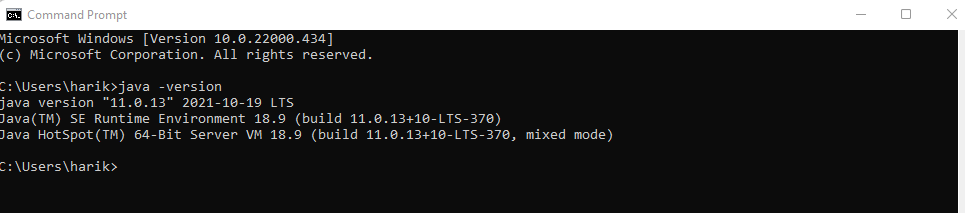 Command Prompt
Microsoft Windows [Version 10.0.22000.434]
(c) Microsoft Corporation. All rights reserved.
C:\Users\harik>java -version
java version "11.0.13" 2021-10-19 LTS
Java(TM) SE Runtime Environment 18.9 (build 11.0.13+10-LTS-370)
Java HotSpot(TM) 64-Bit Server VM 18.9 (build 11.0.13+10-LTS-370, mixed mode)
C:\Users\harik>